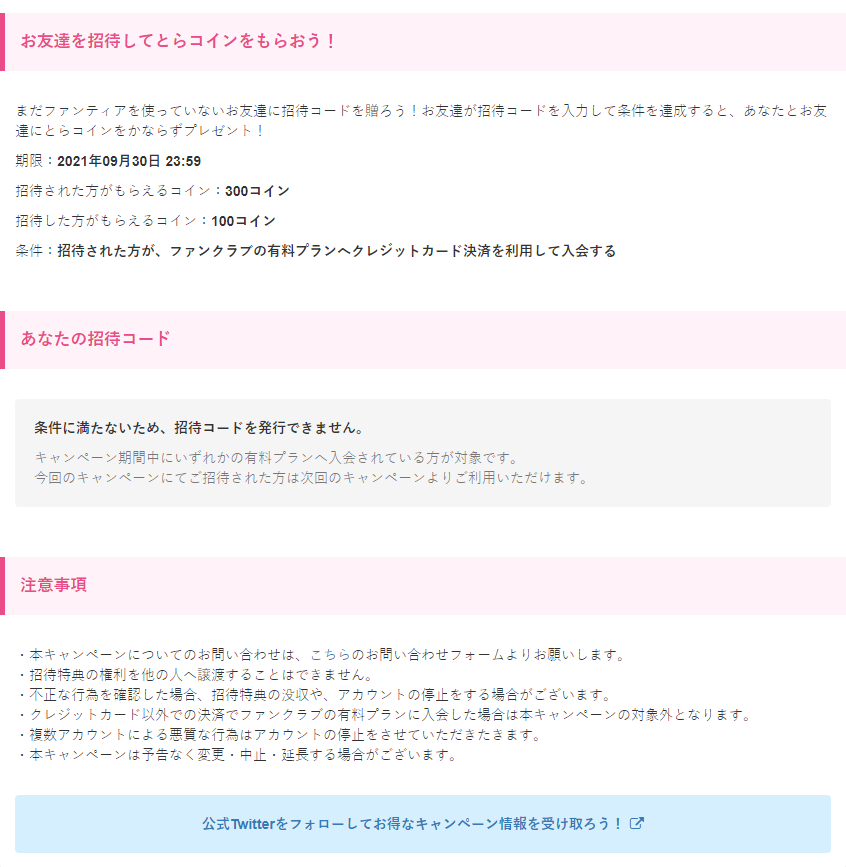 お友達を招待してとらコインをもらおう！
まだファンティアを使っていないお友達に招待コードを贈ろう！お友達が招待コードを入力して条件を達成すると、あなたとお友
達にとらコインをかならずプレゼント！
期限：2021年09月30日 23:59
招待された方がもらえるコイン：300コイン
招待した方がもらえるコイン：100コイン
条件：招待された方が、ファンクラブの有料プランへクレジットカード決済を利用して入会する
あなたの招待コード
条件に満たないため、招待コードを発行できません。
キャンペーン期間中にいずれかの有料プランへ入会されている方が対象です。
今回のキャンペーンにてご招待された方は次回のキャンペーンよりご利用いただけます。
注意事項
・本キャンペーンについてのお問い合わせは、こちらのお問い合わせフォームよりお願いします。
・招待特典の権利を他の人へ譲渡することはできません。
・不正な行為を確認した場合、招待特典の没収や、アカウントの停止をする場合がございます。
・クレジットカード以外での決済でファンクラブの有料プランに入会した場合は本キャンペーンの対象外となります。
・複数アカウントによる悪質な行為はアカウントの停止をさせていただきたきます。
・本キャンペーンは予告なく変更・中止・延長する場合がございます。
公式Twitterをフォローしてお得なキャンペーン情報を受け取ろう！